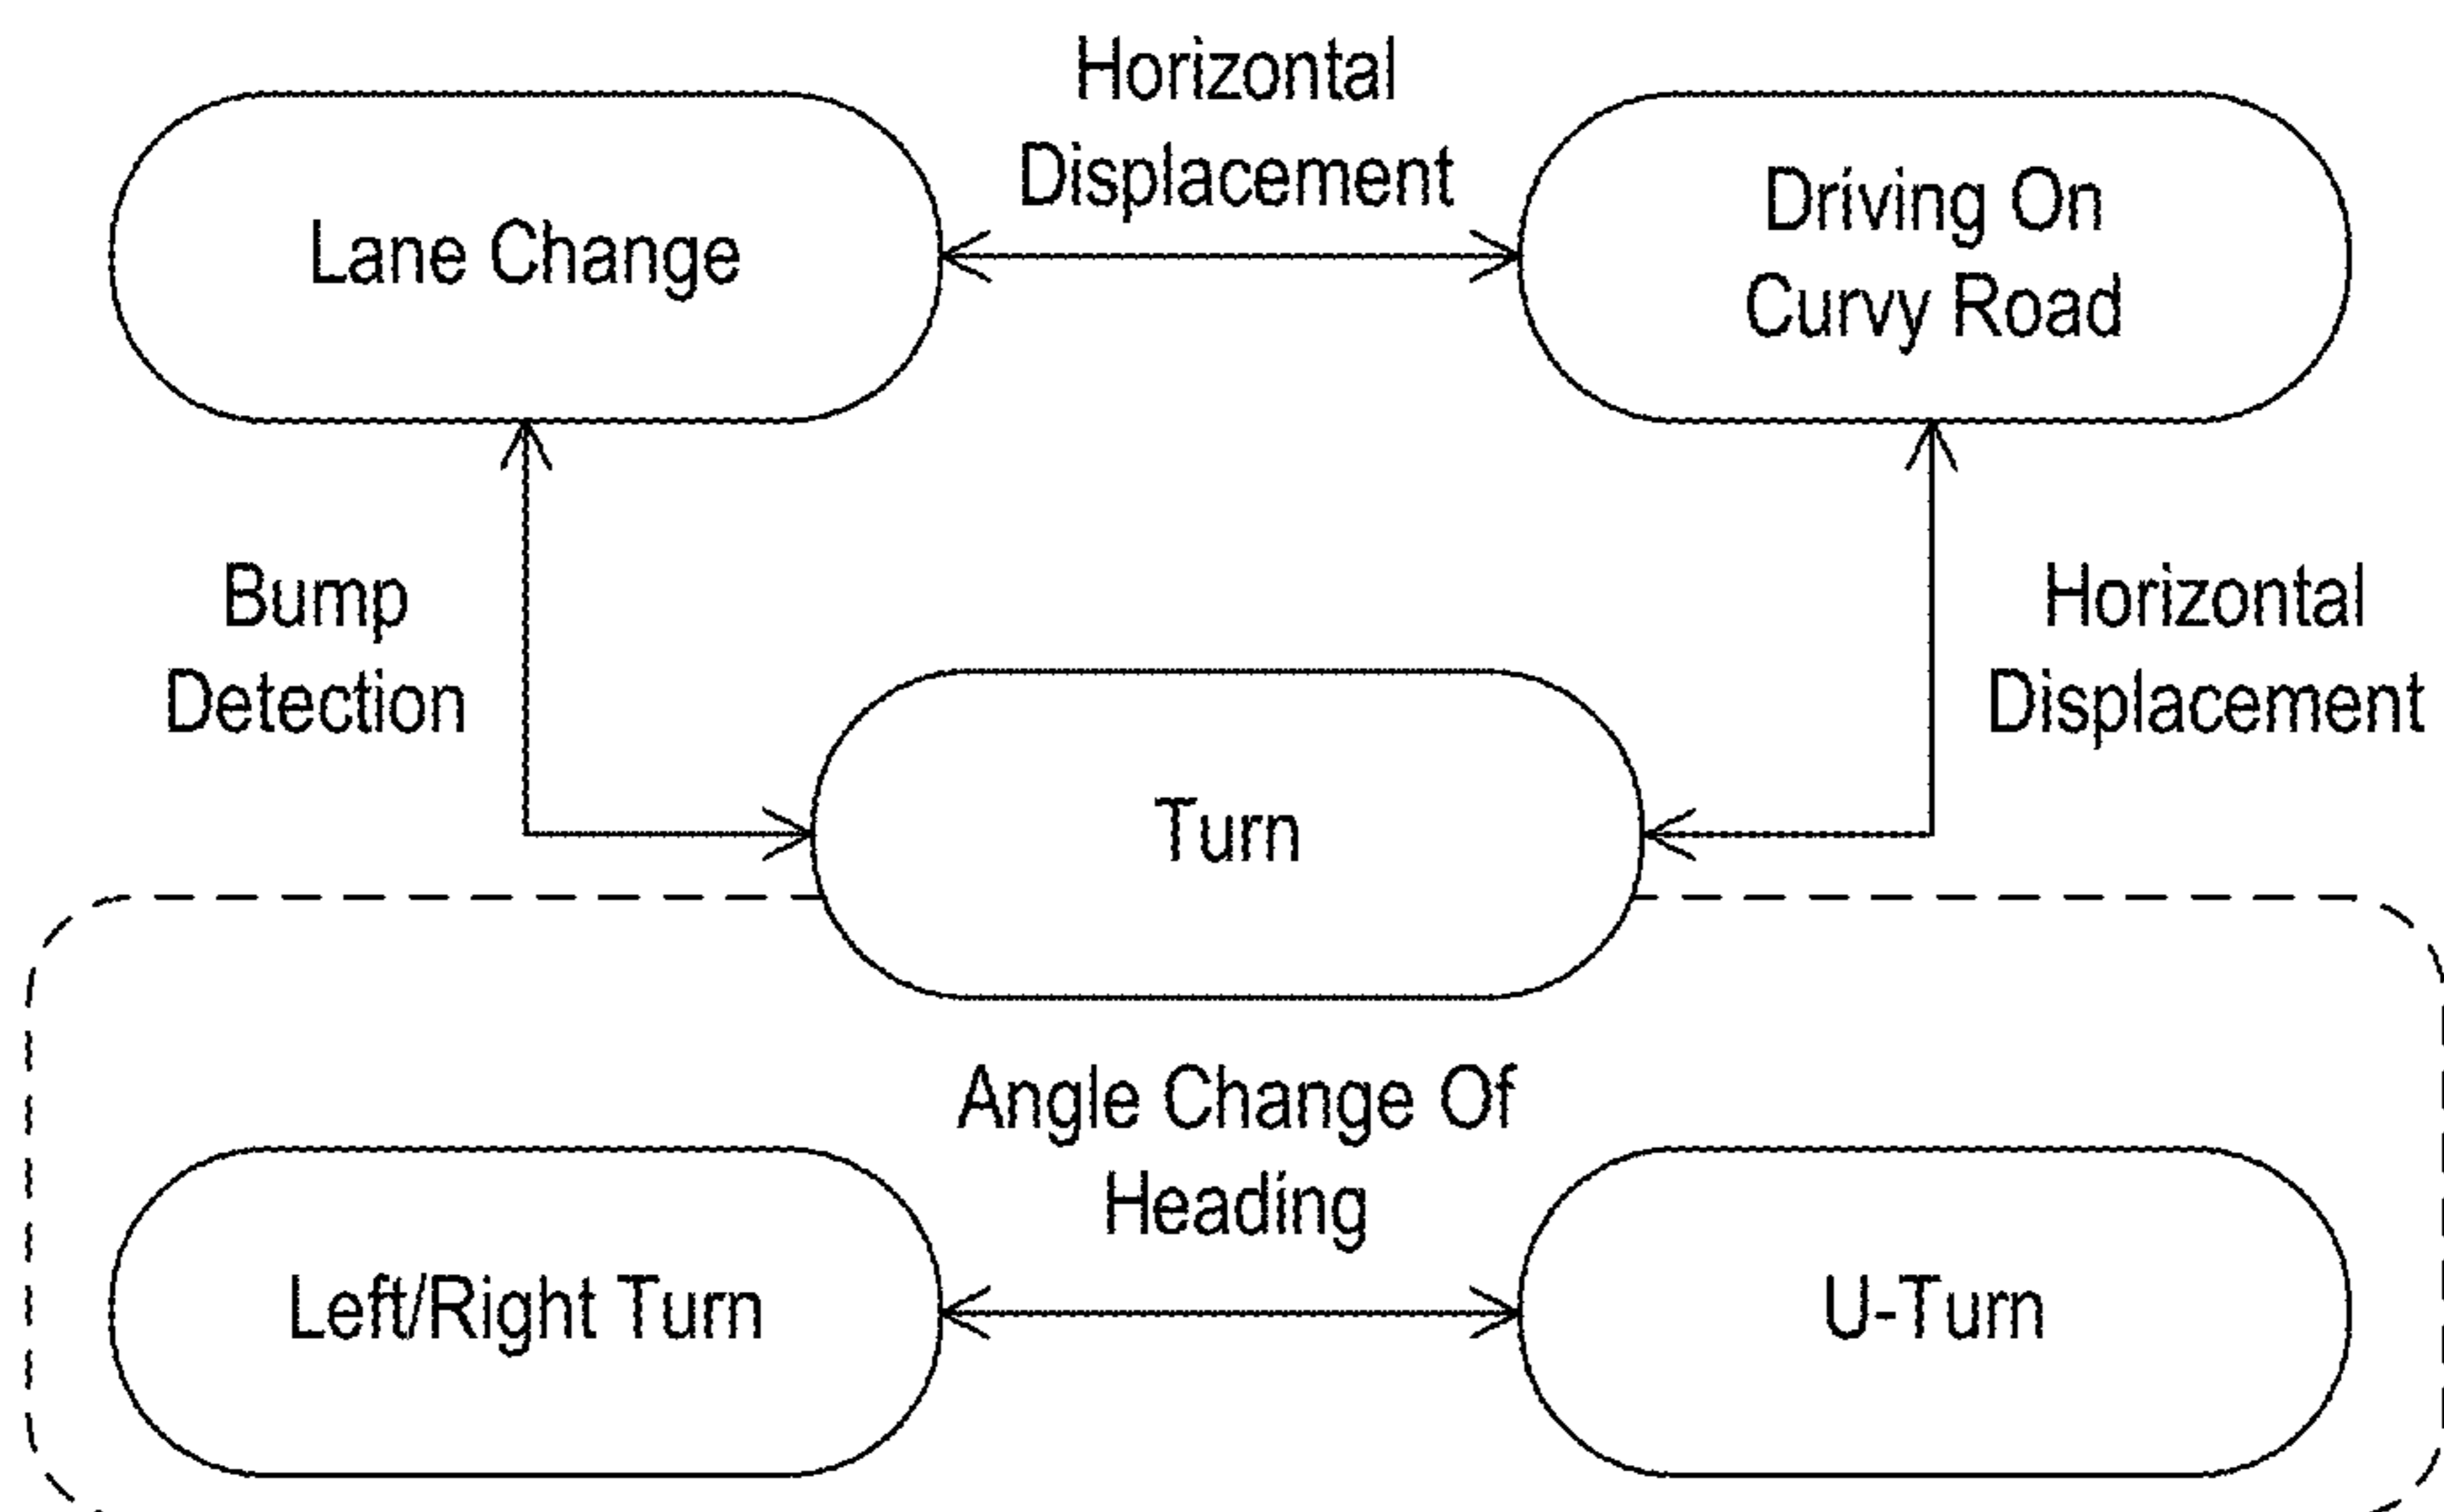 Horizontal
Displacement
Lane Change
Driving On
Curvy Road
Bump
Detection
Horizontal
Displacement
Turn
Angle Change Of
Heading
Left/Right Turn
U-Turn